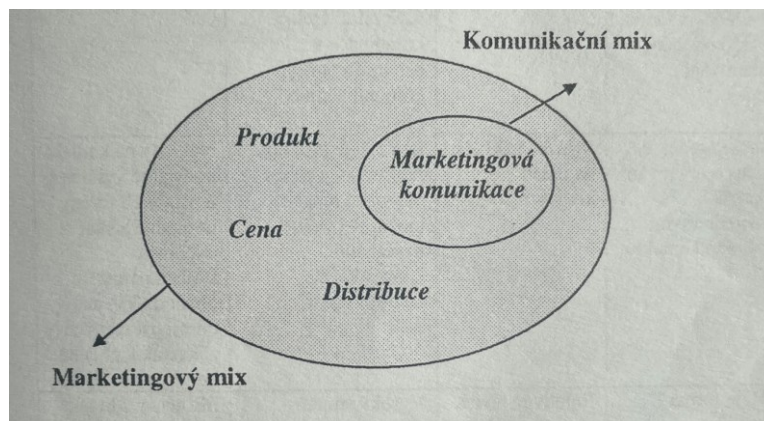 Komunikační mix
Produkt
Marketingová
komunikace
Cena
Distribuce
Marketingový mix